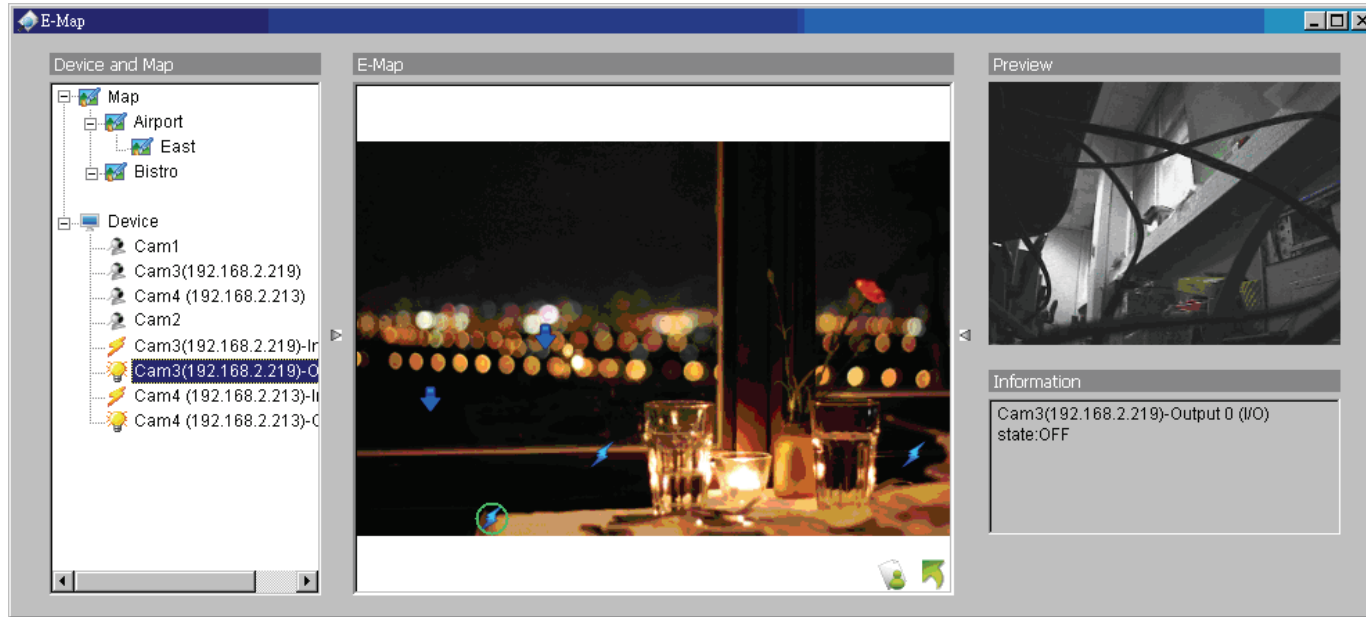 E-Map
Device and Map
Map
Airport
East
Bistro
Device
Cam1
Cam3(192.168.2.219)
Cam4 (192.168.2.213)
Cam2
Cam3(192.168.2.219)-In
Cam3(192.168.2.219)-O
Cam4 (192.168.2.213)-I
Cam4 (192.168.2.213)-O
E-Map
Preview
Information
Cam3(192.168.2.219)-Output 0 (I/O)
state:OFF